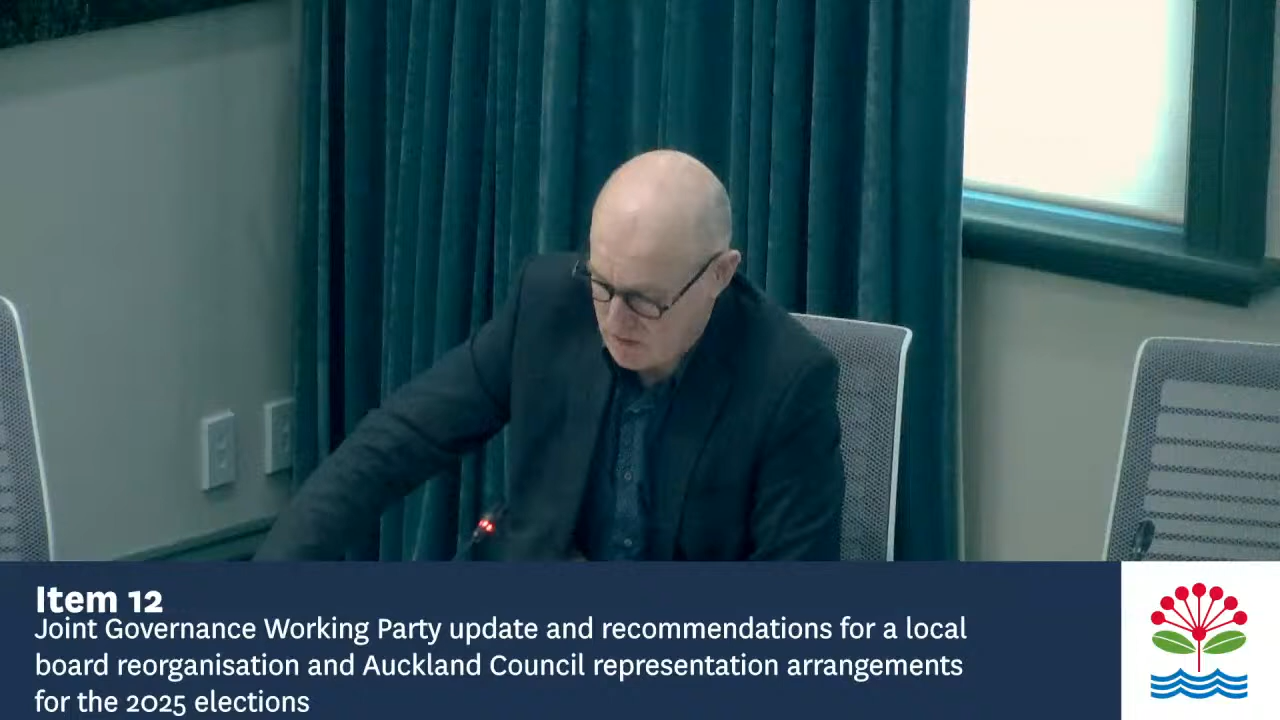 Item 12
Joint Governance Working Party update and recommendations for a local
board reorganisation and Auckland Council representation arrangements
for the 2025 elections